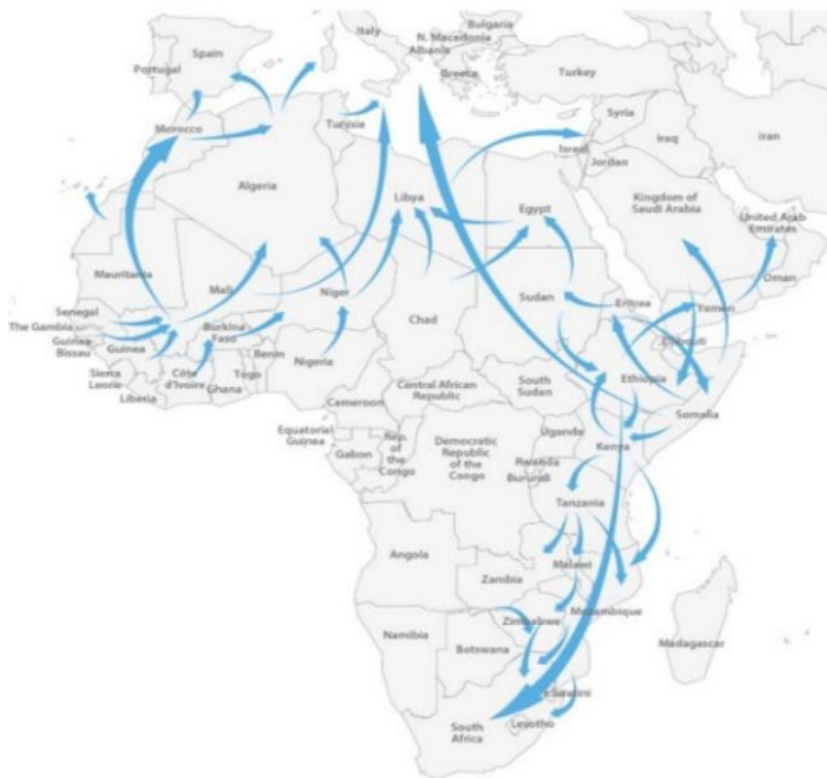 Bulgaria
Italy
N. Macedonia
Albania
Spain
Portugal
Greece
Turkey
Syria
Iraq
Iran
Israel
Jordan
Morocco
Tunisia
Algeria
Libya
Egypt
Kingdom of
Saudi Arabia
United Arab
Emirates
Oman
Mauritania
Mali
Niger
Chad
Sudan
Eritrea
Yemen
Djibouti
Senegal
The Gambia
Guinea-
Bissau
Guinea
Sierra
Leone
Liberia
Côte
d'Ivoire
Burkina
Faso
Ghana
Togo
Benin
Nigeria
Cameroon
Central African
Republic
South
Sudan
Ethiopia
Somalia
Equatorial
Guinea
Gabon
Rep.
of
the
Congo
Democratic
Republic
of the
Congo
Uganda
Kenya
Rwanda
Burundi
Tanzania
Angola
Zambia
Malawi
Mozambique
Zimbabwe
Namibia
Botswana
Madagascar
Eswatini
Lesotho
South
Africa